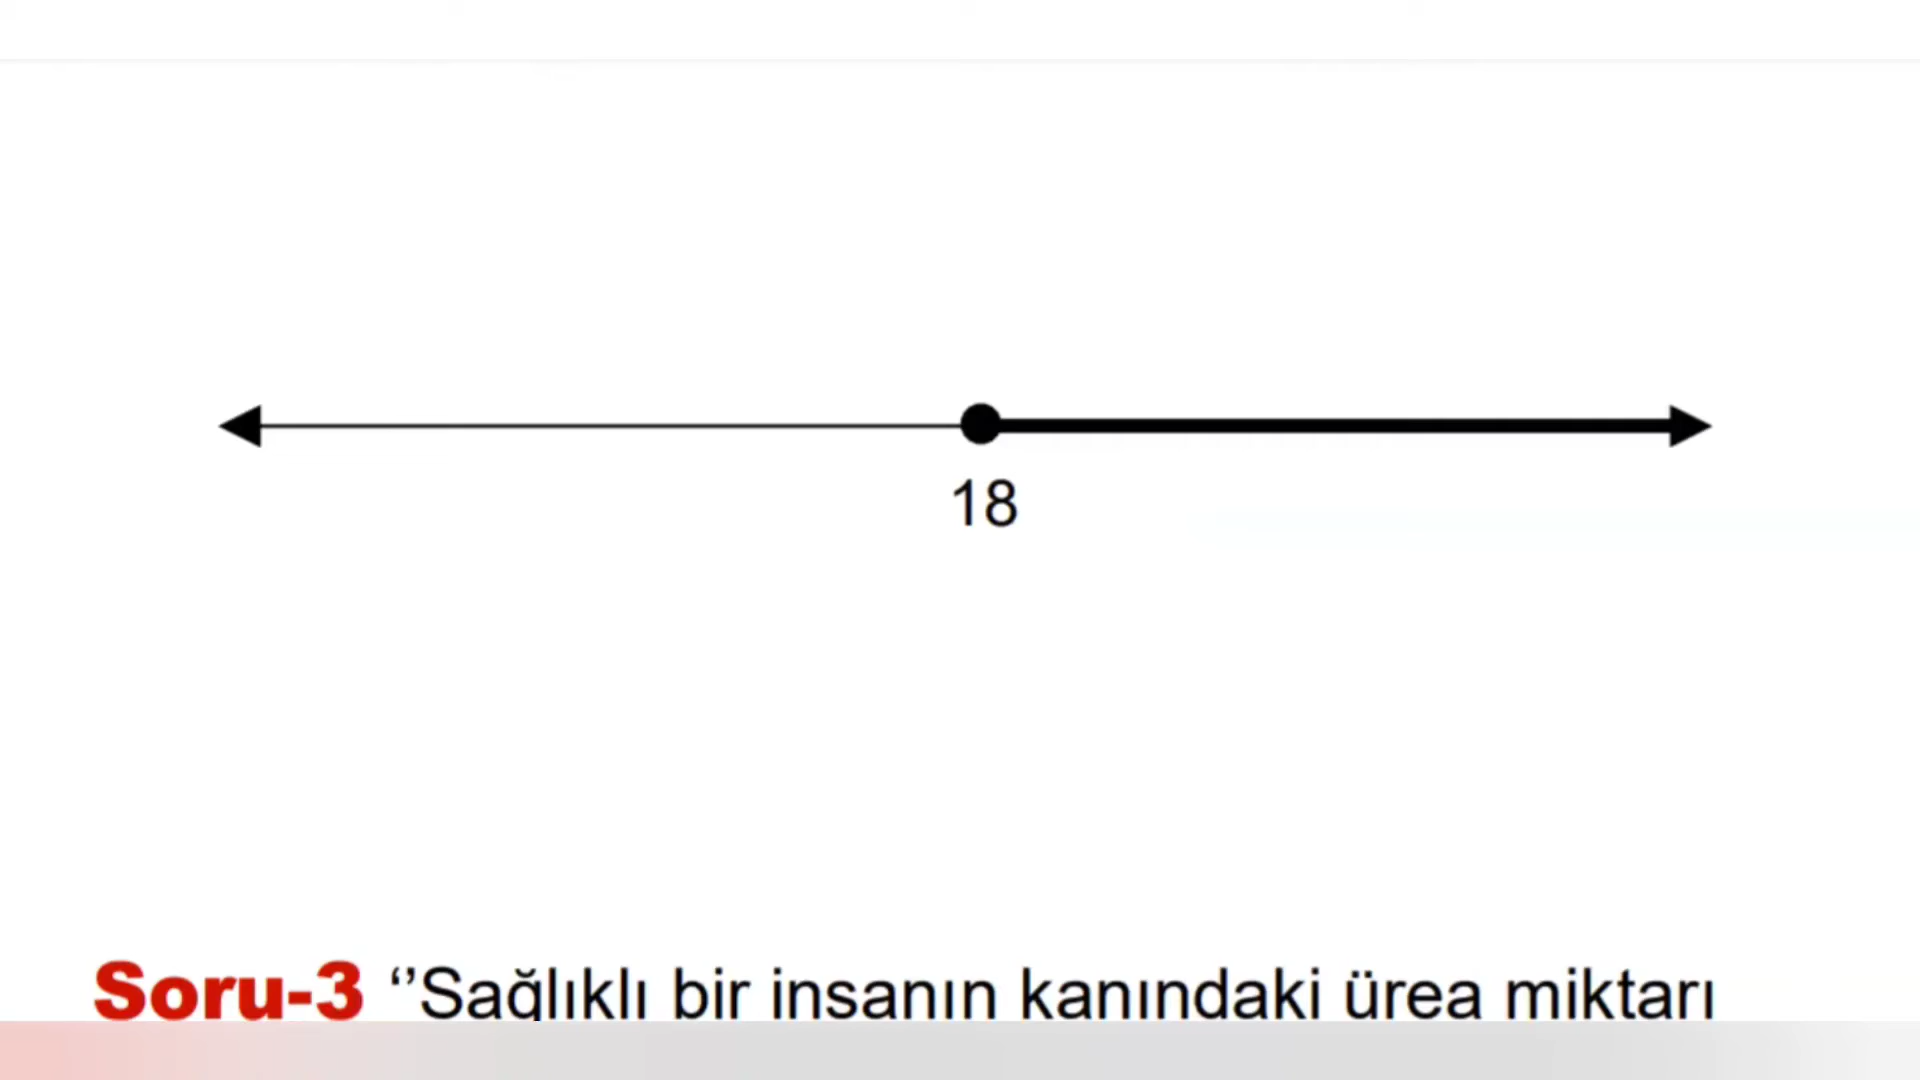 18
Soru-3 ‘’Sağlıklı bir insanın kanındaki ürea miktarı